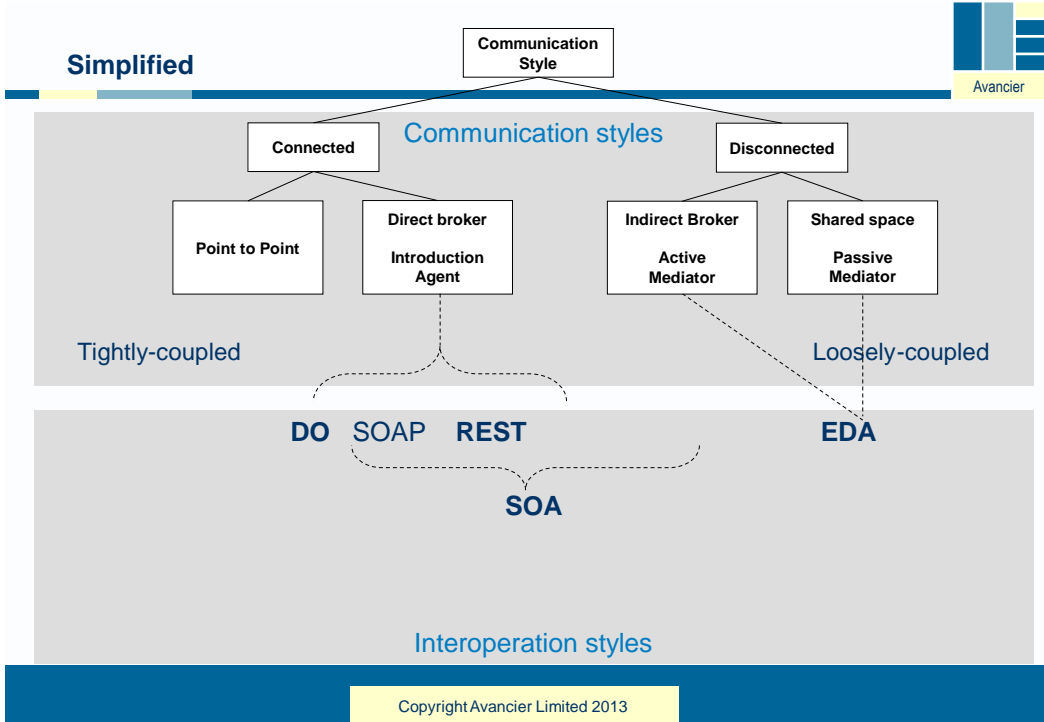 Simplified
Communication
Style
Avancier
Communication styles
Connected
Disconnected
Point to Point
Direct broker
Introduction
Agent
Indirect Broker
Active
Mediator
Shared space
Passive
Mediator
Tightly-coupled
Loosely-coupled
DO SOAP REST EDA
SOA
Interoperation styles
Copyright Avancier Limited 2013